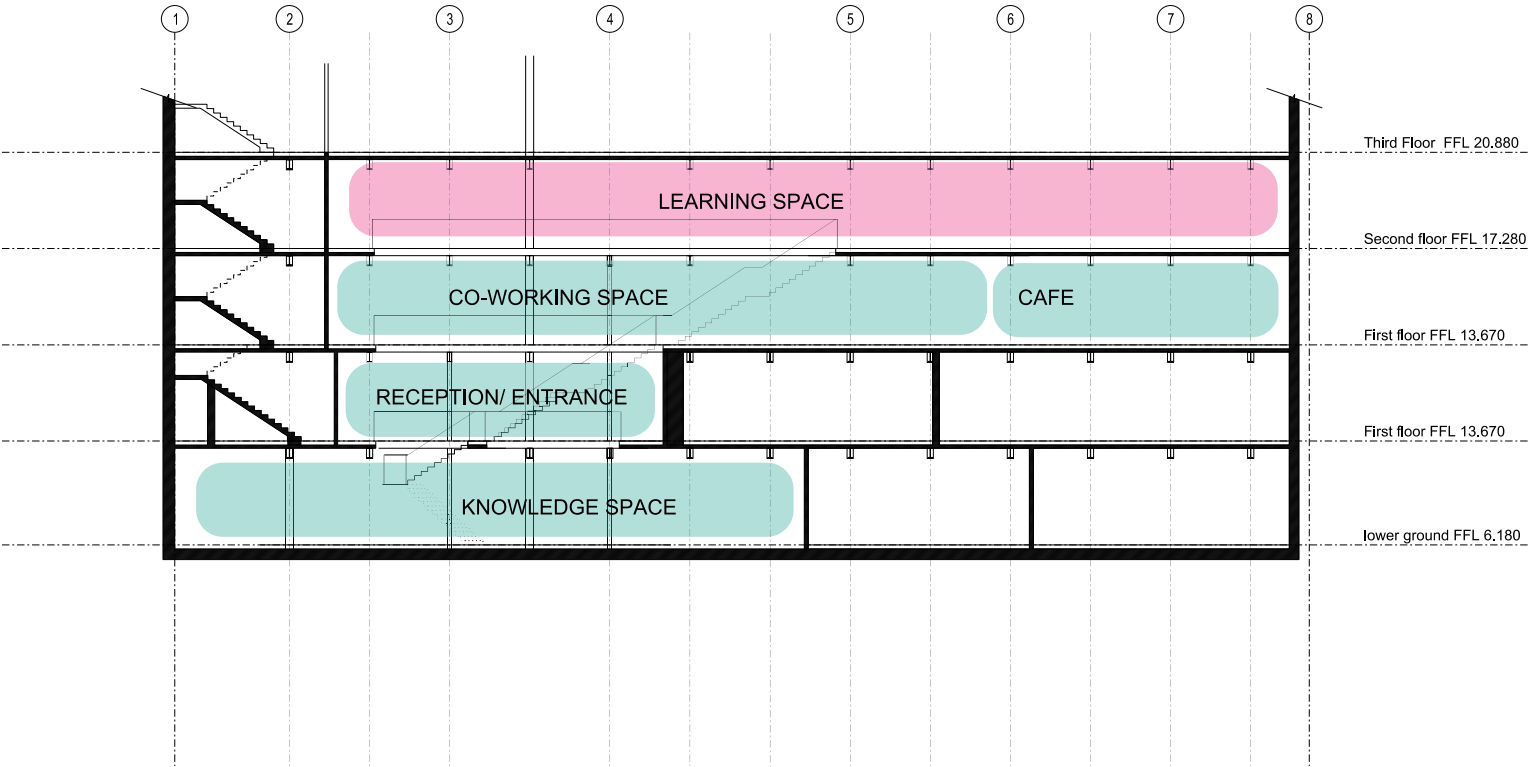 1 2 3 4 5 6 7 8
Third Floor FFL 20.880
LEARNING SPACE
Second floor FFL 17.280
CO-WORKING SPACE CAFE
First floor FFL 13.670
RECEPTION/ ENTRANCE
First floor FFL 13.670
KNOWLEDGE SPACE
lower ground FFL 6.180